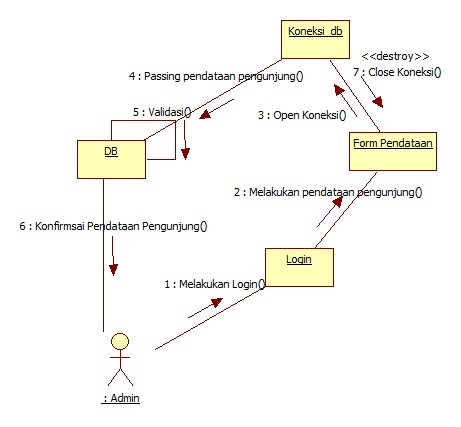 Koneksi_db
<<destroy>>
4 : Passing pendataan pengunjung()
7 : Close Koneksi()
5 : Validasi()
3 : Open Koneksi()
DB
Form Pendataan
2 : Melakukan pendataan pengunjung()
6 : Konfirmsai Pendataan Pengunjung()
Login
1 : Melakukan Login()
: Admin